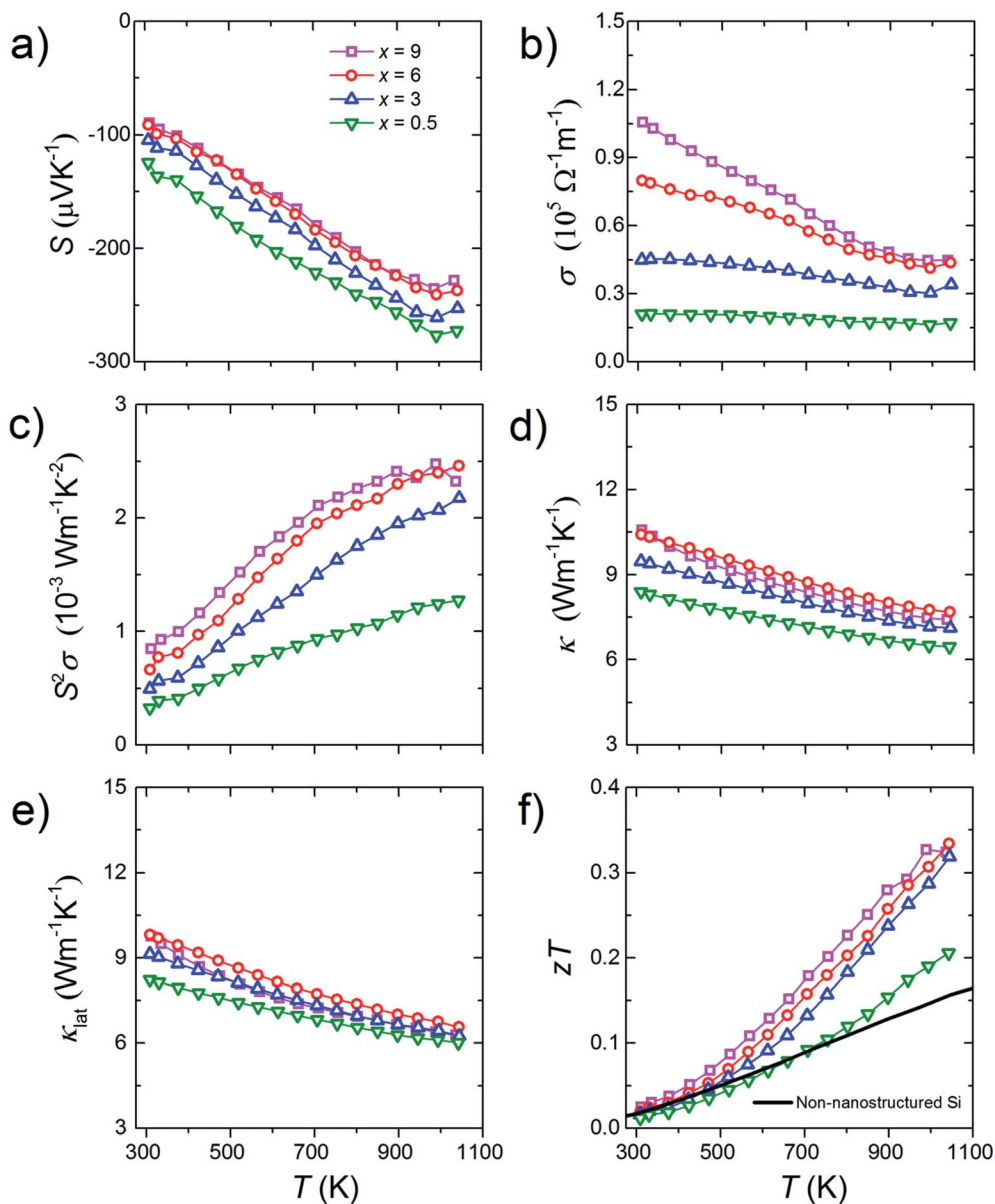 a)
S (μVK⁻¹)
0
-100
-200
-300
x = 9
x = 6
x = 3
x = 0.5
b)
σ (10⁵ Ω⁻¹m⁻¹)
1.5
1.2
0.9
0.6
0.3
0.0
c)
S²σ (10⁻³ Wm⁻¹K⁻²)
3
2
1
0
d)
κ (Wm⁻¹K⁻¹)
15
12
9
6
3
e)
κlat (Wm⁻¹K⁻¹)
15
12
9
6
3
300 500 700 900 1100
T (K)
f)
zT
0.4
0.3
0.2
0.1
0.0
Non-nanostructured Si
300 500 700 900 1100
T (K)